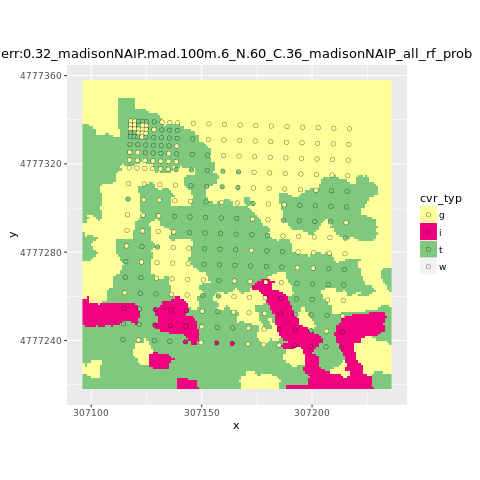 err:0.32_madisonNAIP.mad.100m.6_N.60_C.36_madisonNAIP_all_rf_prob
4777360
4777320
4777280
4777240
y
307100 307150 307200
x
cvr_typ
g
i
t
w